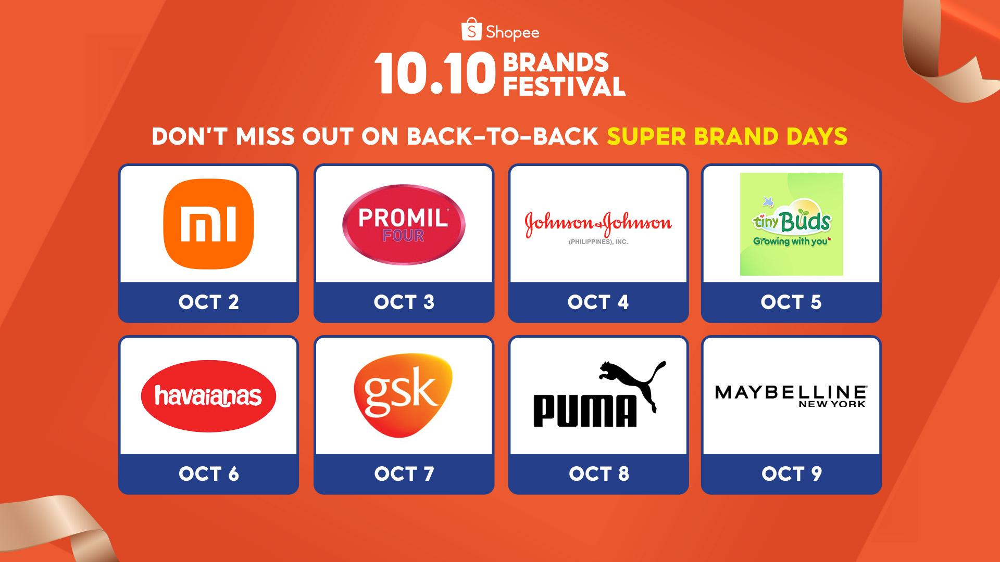 S Shopee
10.10 BRANDS
FESTIVAL
DON'T MISS OUT ON BACK-TO-BACK SUPER BRAND DAYS
mi
PROMIL
FOUR
Johnson & Johnson
(PHILIPPINES), INC.
tiny Buds
Growing with you
OCT 2
OCT 3
OCT 4
OCT 5
havaianas
gsk
PUMA
MAYBELLINE
NEW YORK
OCT 6
OCT 7
OCT 8
OCT 9